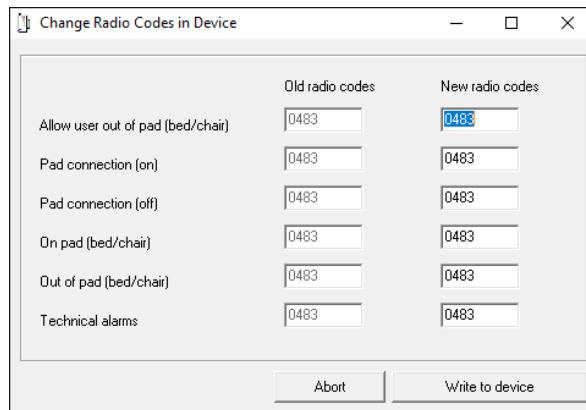 Change Radio Codes in Device
Old radio codes New radio codes
Allow user out of pad (bed/chair) 0483 0483
Pad connection (on) 0483 0483
Pad connection (off) 0483 0483
On pad (bed/chair) 0483 0483
Out of pad (bed/chair) 0483 0483
Technical alarms 0483 0483
Abort Write to device